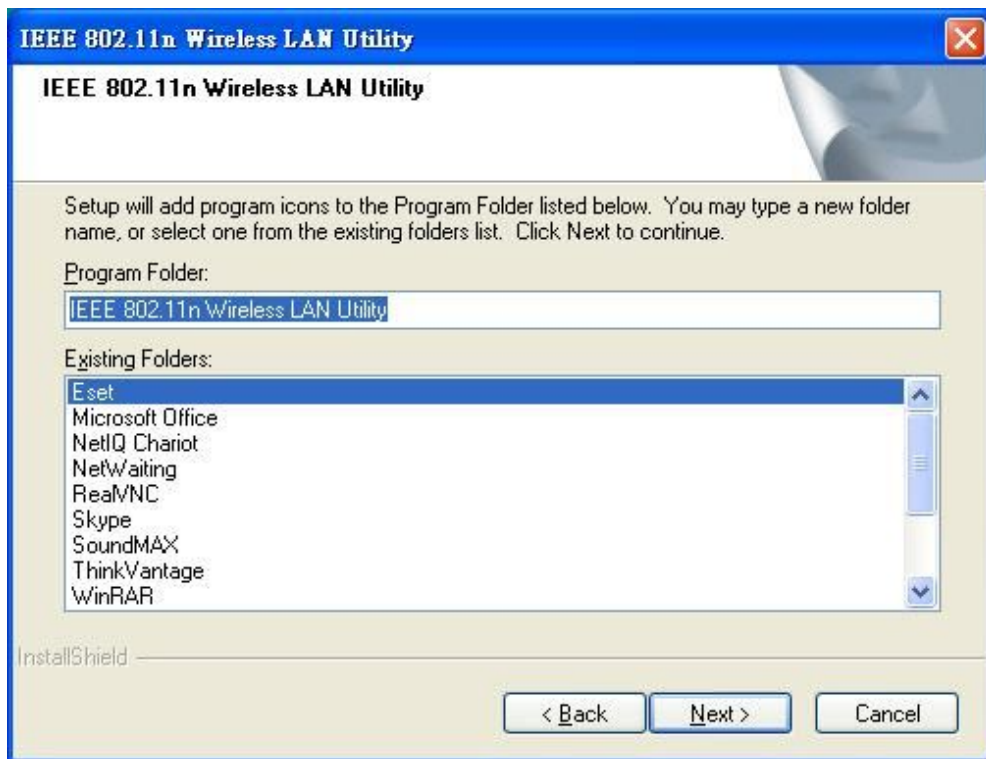 IEEE 802.11n Wireless LAN Utility
IEEE 802.11n Wireless LAN Utility
Setup will add program icons to the Program Folder listed below. You may type a new folder
name, or select one from the existing folders list. Click Next to continue.
Program Folder:
IEEE 802.11n Wireless LAN Utility
Existing Folders:
Eset
Microsoft Office
NetIQ Chariot
NetWaiting
RealVNC
Skype
SoundMAX
ThinkVantage
WinRAR
InstallShield
< Back
Next >
Cancel